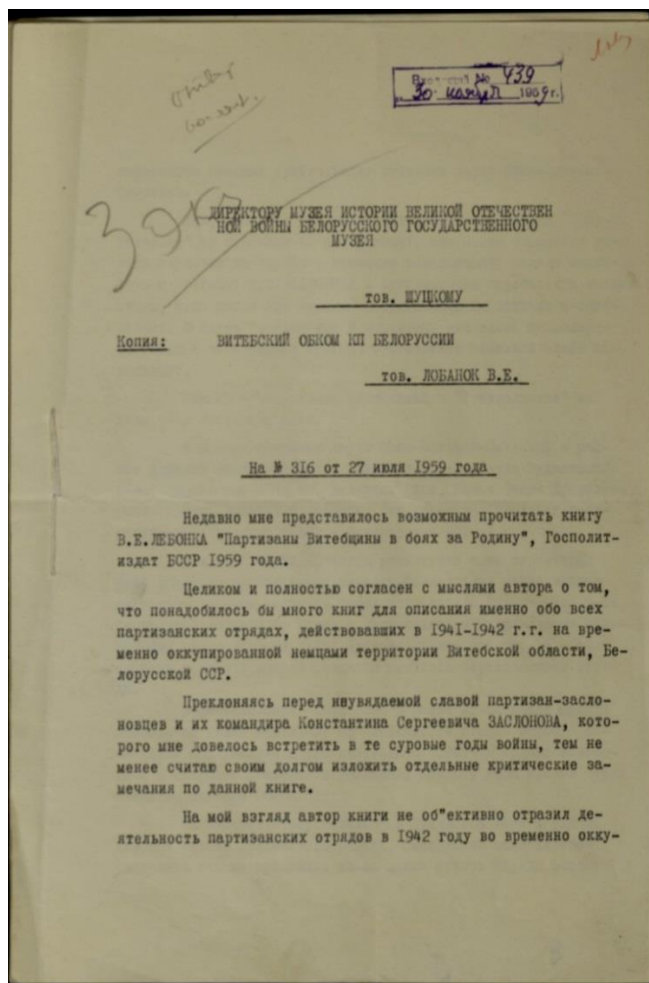 Входящий № 439
"30" ноября 1959 г.
3 экз
ДИРЕКТОРУ МУЗЕЯ ИСТОРИИ ВЕЛИКОЙ ОТЕЧЕСТВЕН
НОЙ ВОЙНЫ БЕЛОРУССКОГО ГОСУДАРСТВЕННОГО
МУЗЕЯ
тов. ШУЦКОМУ
Копия: ВИТЕБСКИЙ ОБКОМ КП БЕЛОРУССИИ
тов. ЛОБАНОК В.Е.
На № 316 от 27 июля 1959 года
Недавно мне представилось возможным прочитать книгу
В.Е.ЛЕБОНКА "Партизаны Витебщины в боях за Родину", Госполит-
издат БССР 1959 года.
Целиком и полностью согласен с мыслями автора о том,
что понадобилось бы много книг для описания именно обо всех
партизанских отрядах, действовавших в 1941-1942 г.г. на вре-
менно оккупированной немцами территории Витебской области, Бе-
лорусской ССР.
Преклоняясь перед неувядаемой славой партизан-засло-
новцев и их командира Константина Сергеевича ЗАСЛОНОВА, кото-
рого мне довелось встретить в те суровые годы войны, тем не
менее считаю своим долгом изложить отдельные критические за-
мечания по данной книге.
На мой взгляд автор книги не об"ективно отразил де-
ятельность партизанских отрядов в 1942 году во временно окку-